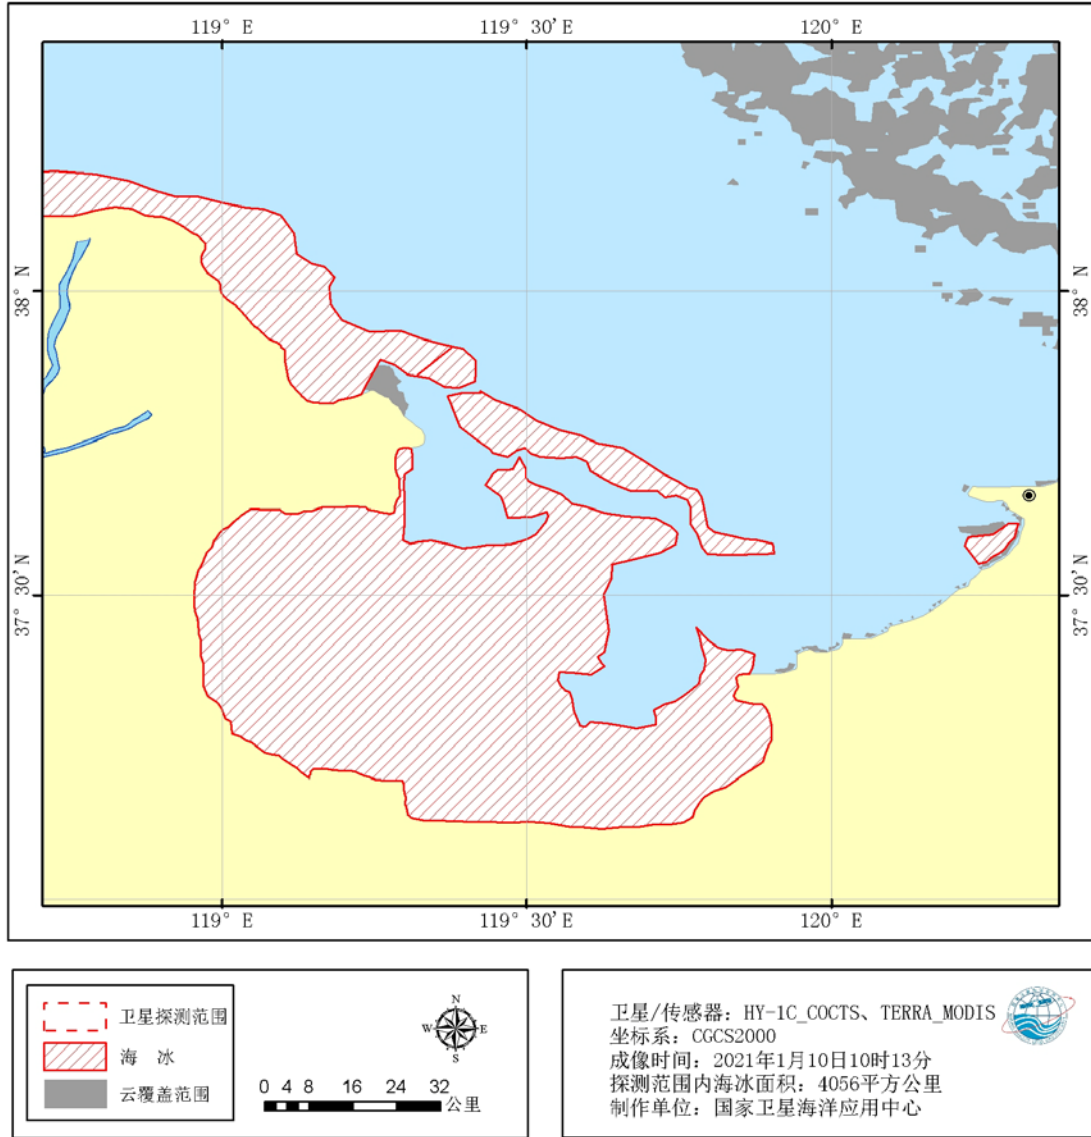 119° E 119° 30'E 120° E
38° N 38° N
37° 30'N 37° 30'N
119° E 119° 30'E 120° E
卫星探测范围
海 冰
云覆盖范围
N
W E
S
0 4 8 16 24 32
公里
卫星/传感器：HY-1C_COCTS、TERRA_MODIS
坐标系：CGCS2000
成像时间：2021年1月10日10时13分
探测范围内海冰面积：4056平方公里
制作单位：国家卫星海洋应用中心